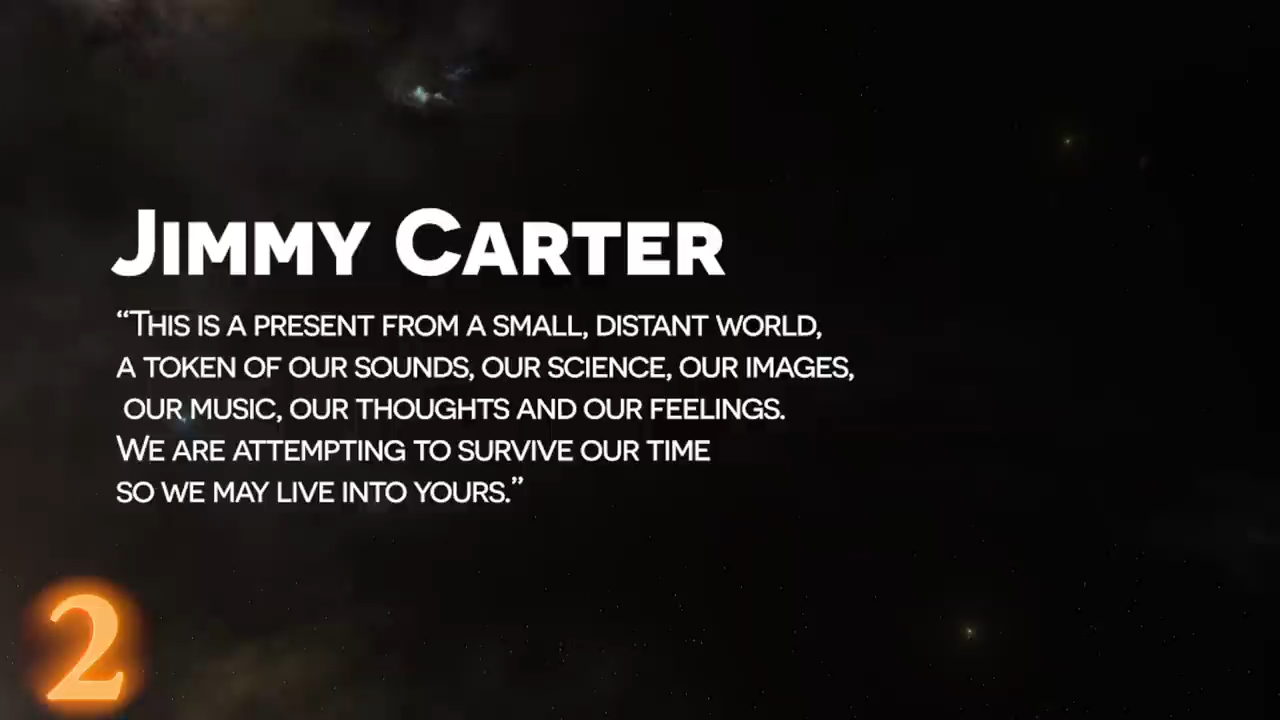 Jimmy Carter
“This is a present from a small, distant world,
a token of our sounds, our science, our images,
our music, our thoughts and our feelings.
We are attempting to survive our time
so we may live into yours.”
2